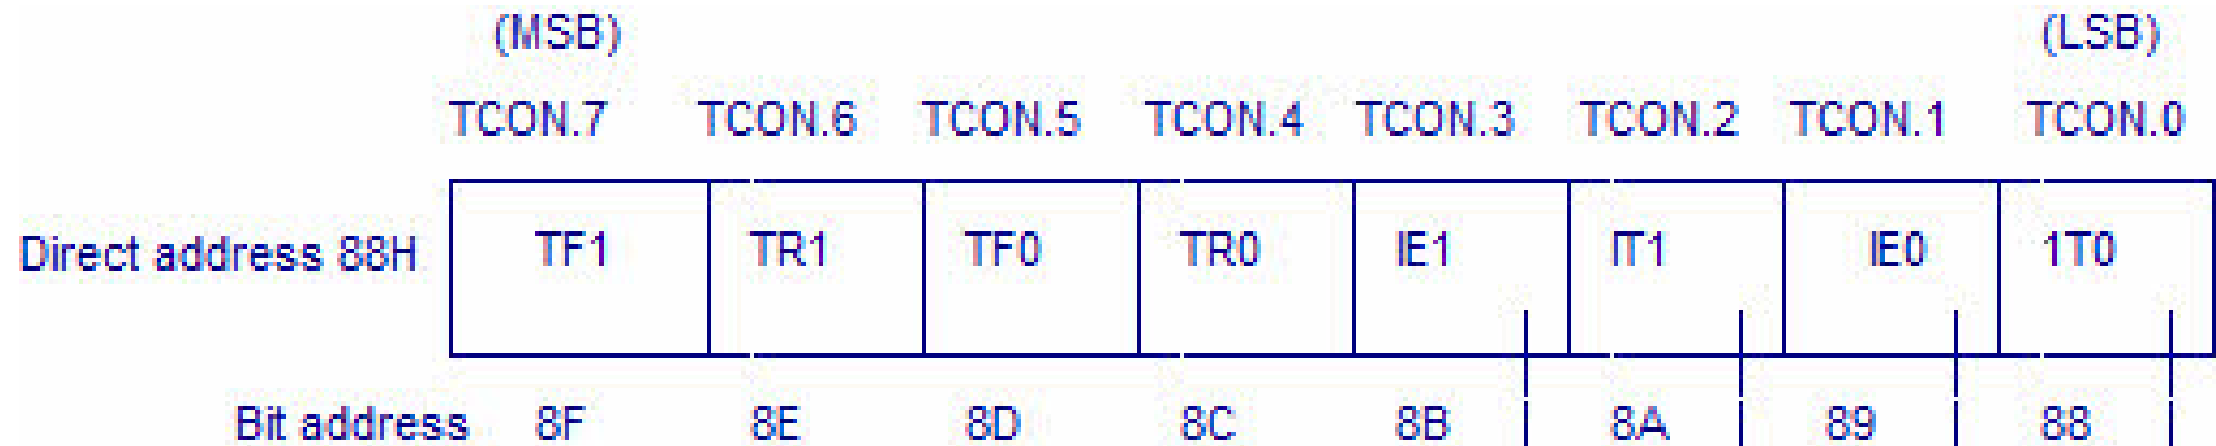 (MSB) (LSB)
TCON.7 TCON.6 TCON.5 TCON.4 TCON.3 TCON.2 TCON.1 TCON.0
Direct address 88H TF1 TR1 TF0 TR0 IE1 IT1 IE0 1T0
Bit address 8F 8E 8D 8C 8B 8A 89 88